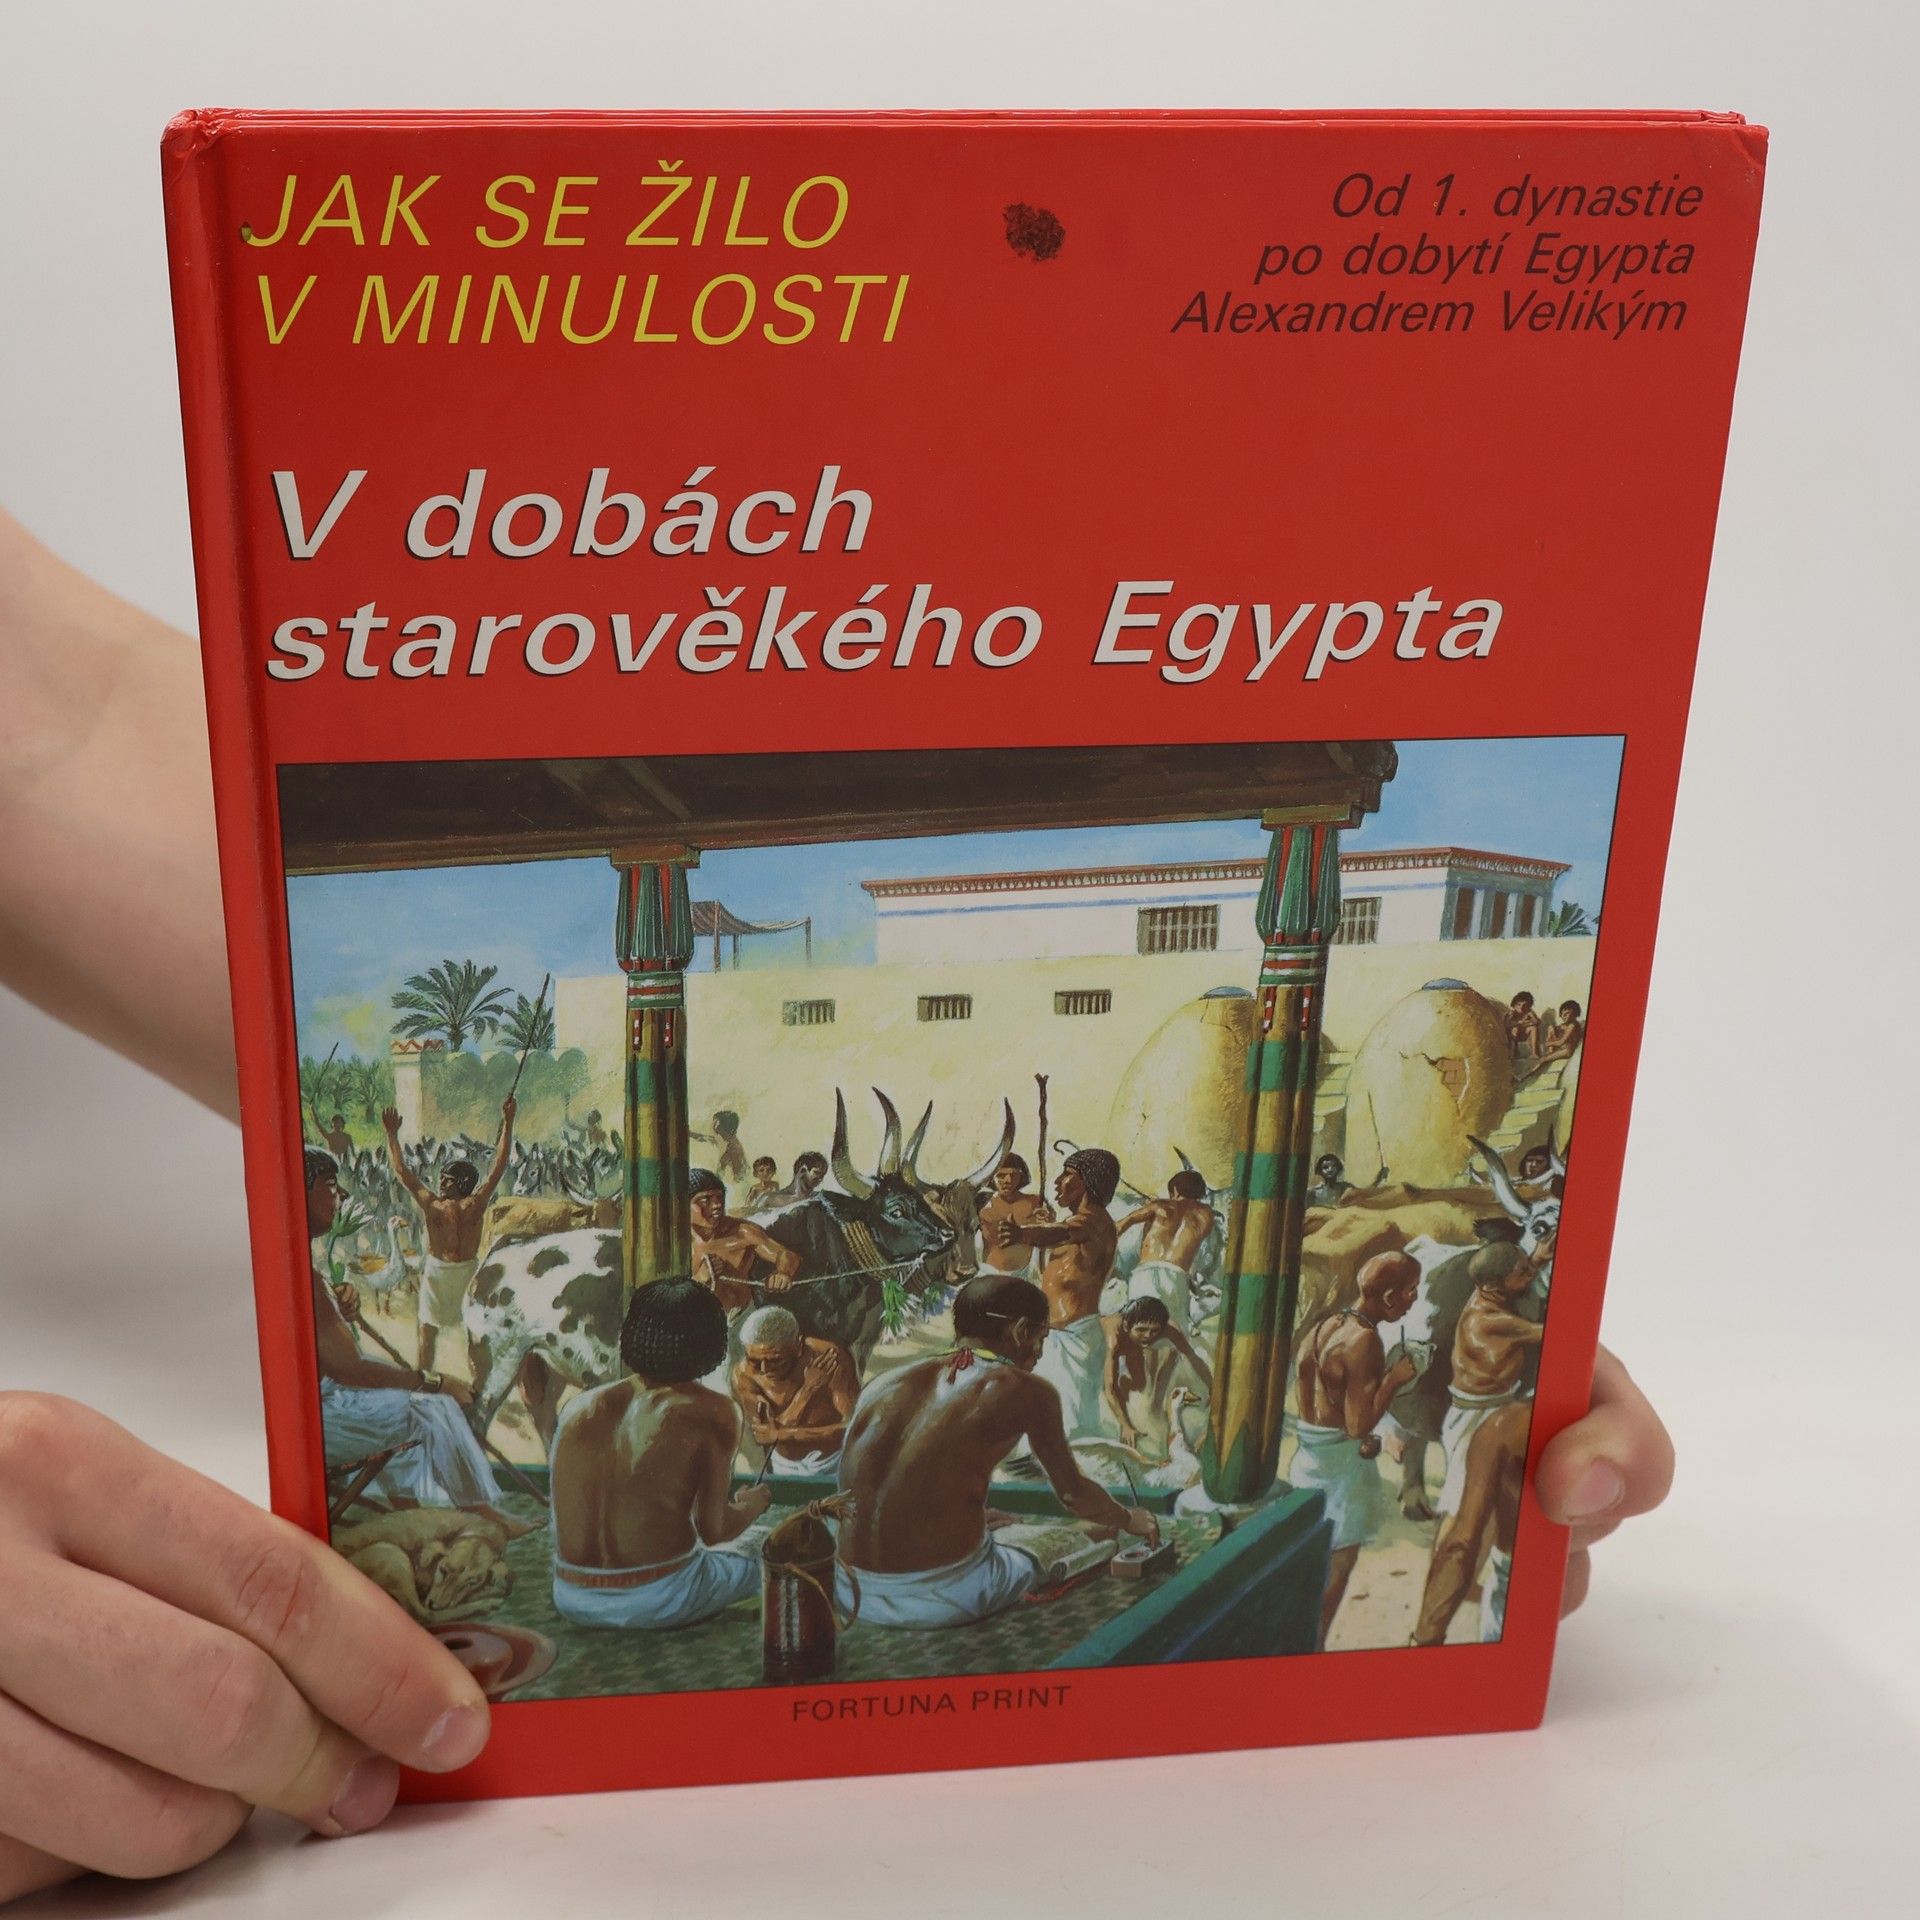 JAK SE ŽILO
V MINULOSTI
Od 1. dynastie
po dobytí Egypta
Alexandrem Velikým
V dobách
starověkého Egypta
FORTUNA PRINT